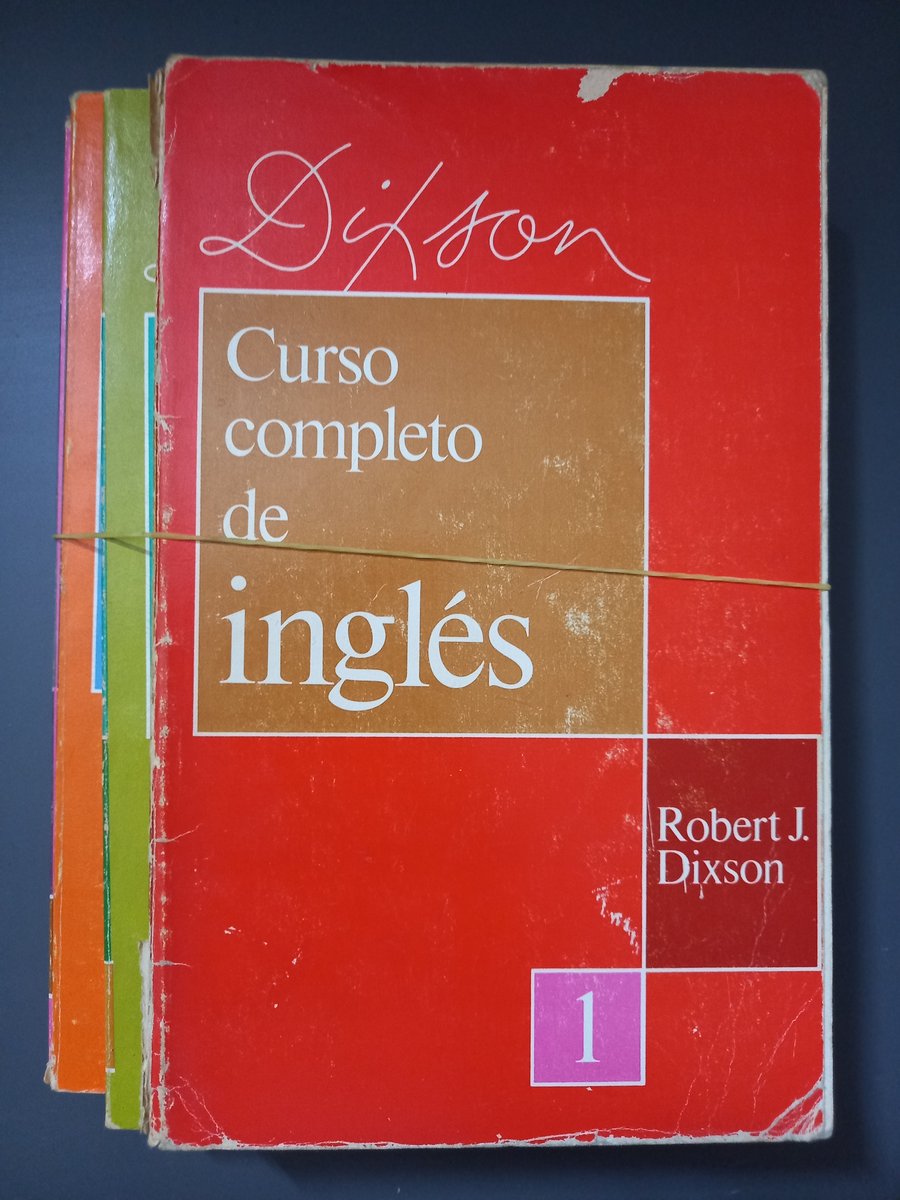 Dixson
Curso
completo
de
inglés
Robert J.
Dixson
1